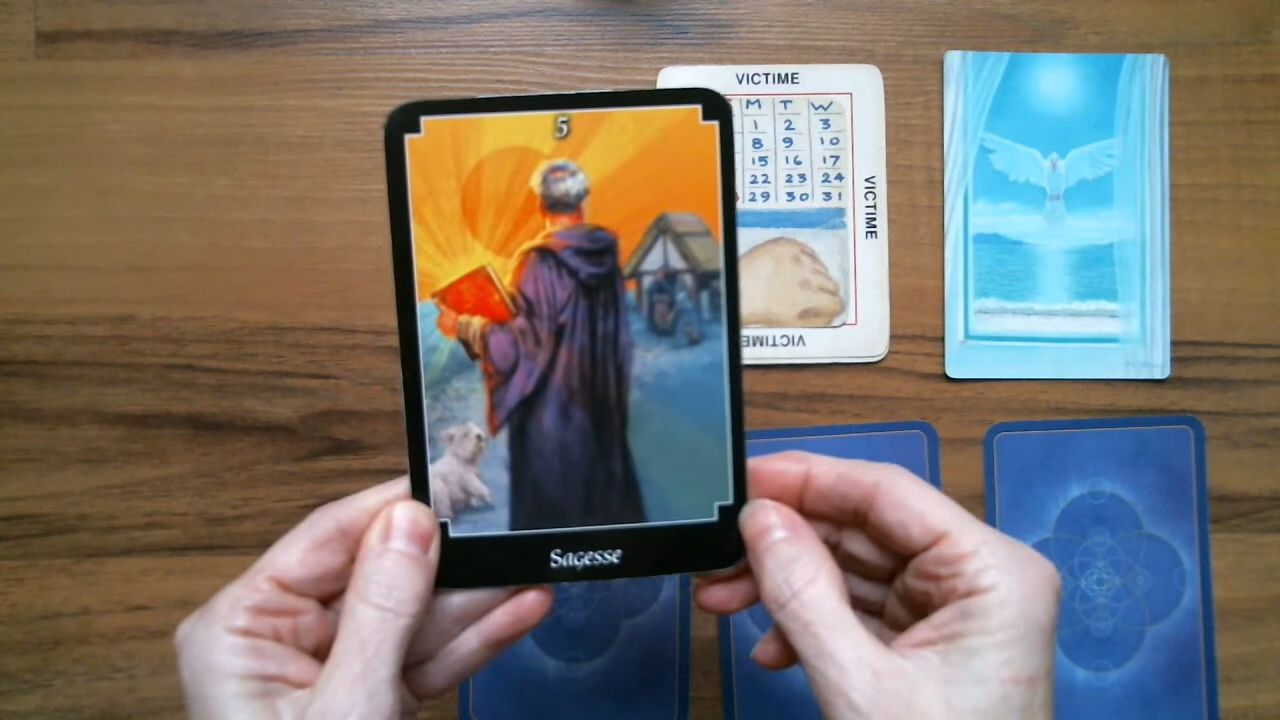 5
Sagesse
VICTIME
M T W
1 2 3
8 9 10
15 16 17
22 23 24
29 30 31
VICTIME
VICTIME